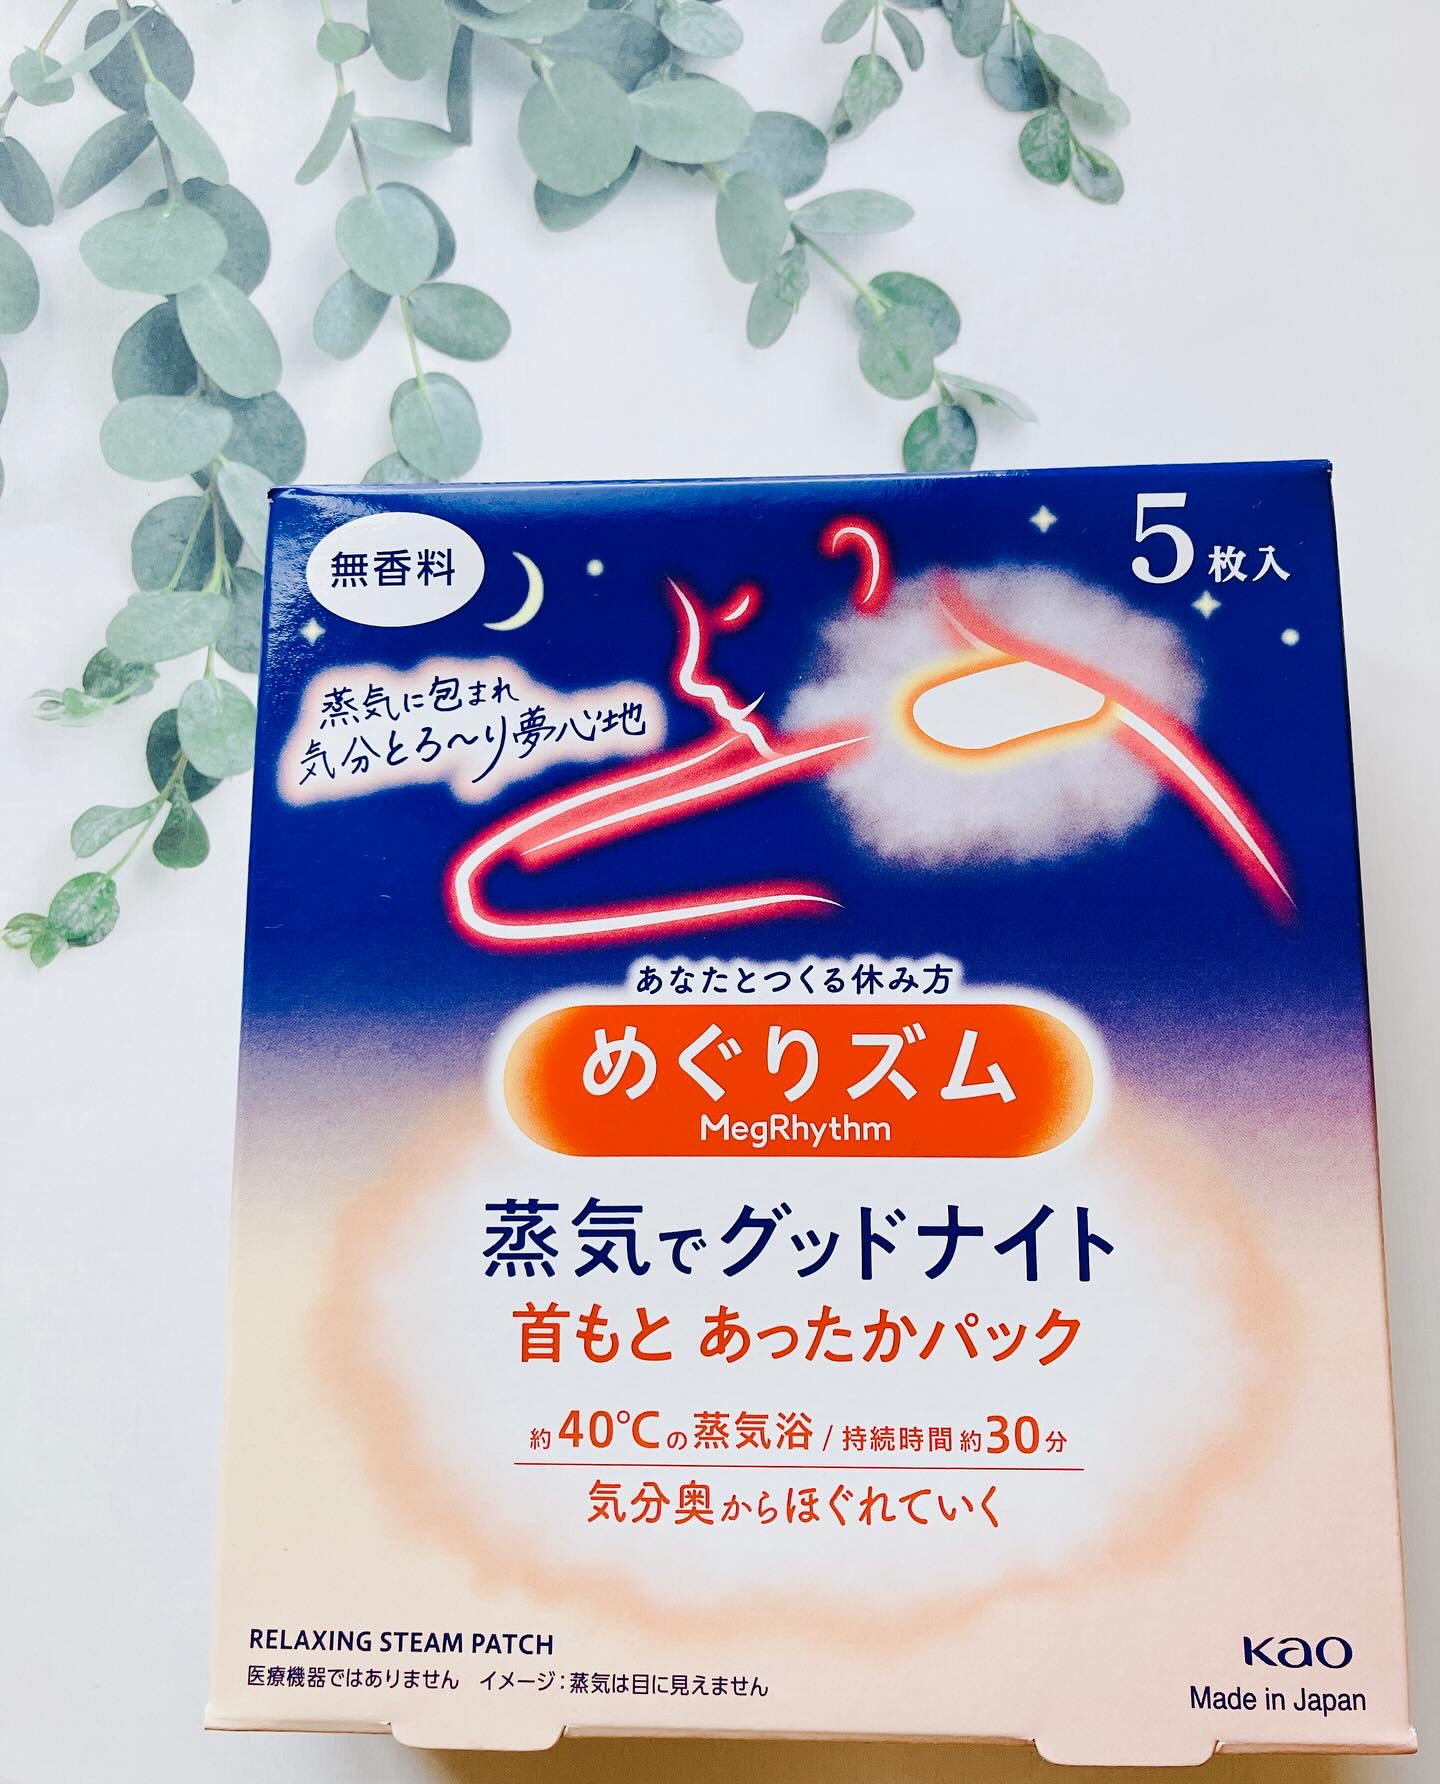 無香料
5枚入
蒸気に包まれ
気分とろ〜り夢心地
あなたとつくる休み方
めぐりズム
MegRhythm
蒸気でグッドナイト
首もと あったかパック
約40℃の蒸気浴/持続時間約30分
気分奥からほぐれていく
RELAXING STEAM PATCH
医療機器ではありません イメージ:蒸気は目に見えません
Kao
Made in Japan